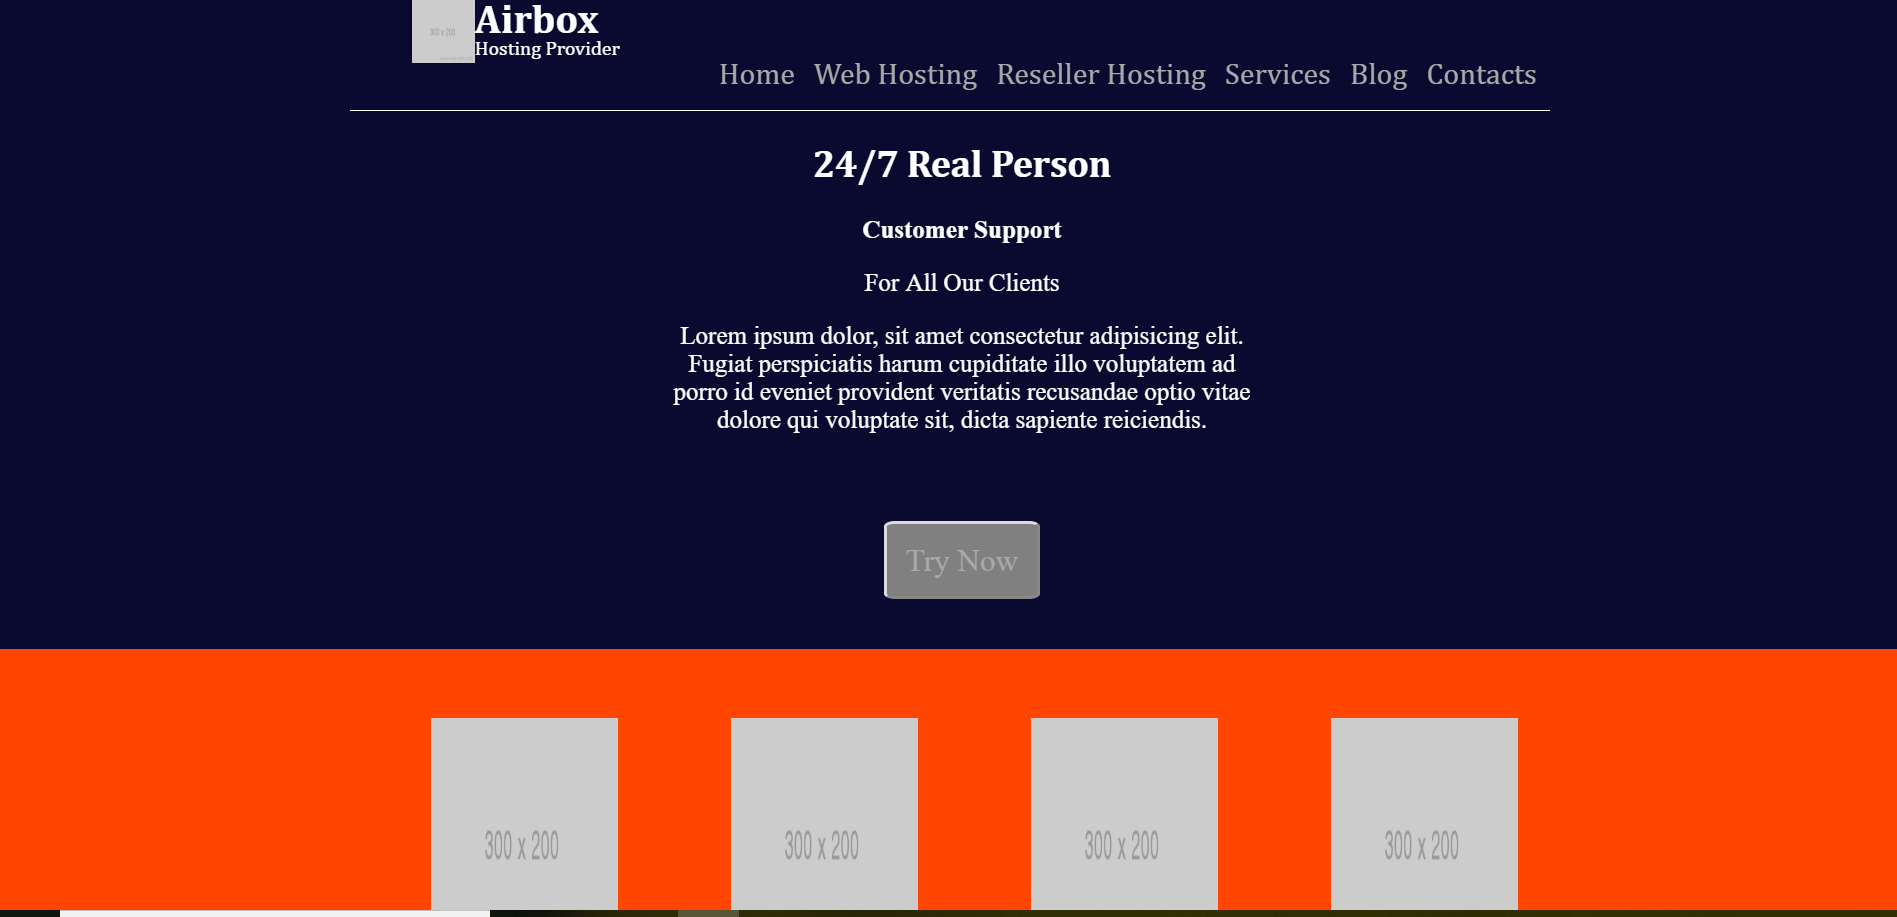 300 x 200
Airbox
Hosting Provider
Home Web Hosting Reseller Hosting Services Blog Contacts
24/7 Real Person
Customer Support
For All Our Clients
Lorem ipsum dolor, sit amet consectetur adipisicing elit.
Fugiat perspiciatis harum cupiditate illo voluptatem ad
porro id eveniet provident veritatis recusandae optio vitae
dolore qui voluptate sit, dicta sapiente reiciendis.
Try Now
300 x 200
300 x 200
300 x 200
300 x 200